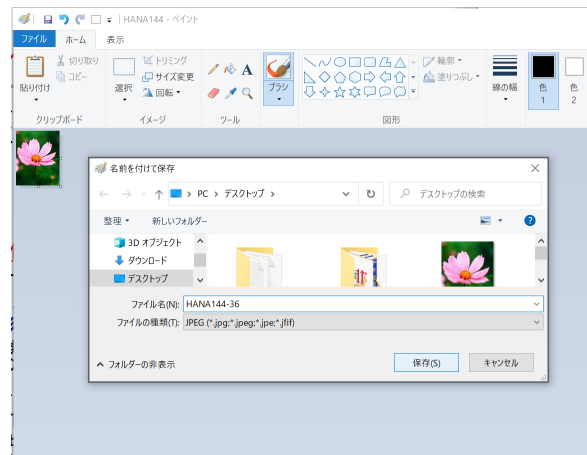 HANA144 - ペイント
ファイル ホーム 表示
貼り付け 切り取り コピー 選択 トリミング サイズ変更 回転 A ブラシ 輪郭 塗りつぶし 線の幅 色 1 色 2
クリップボード イメージ ツール 図形
名前を付けて保存
PC デスクトップ デスクトップの検索
整理 新しいフォルダー
3D オブジェクト
ダウンロード
デスクトップ
ファイル名(N): HANA144-36
ファイルの種類(T): JPEG (*.jpg;*.jpeg;*.jpe;*.jfif)
フォルダーの非表示 保存(S) キャンセル